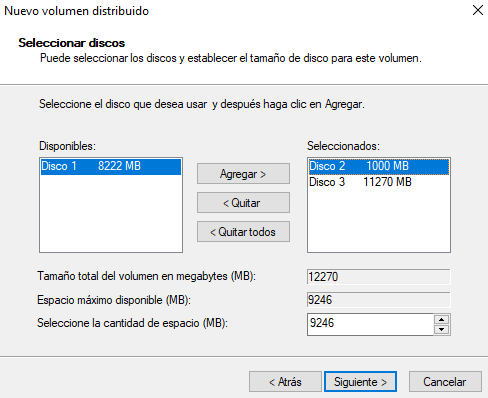 Nuevo volumen distribuido
Seleccionar discos
Puede seleccionar los discos y establecer el tamaño de disco para este volumen.
Seleccione el disco que desea usar y después haga clic en Agregar.
Disponibles:
Seleccionados:
Disco 1 8222 MB
Agregar >
Disco 2 1000 MB
Disco 3 11270 MB
< Quitar
< Quitar todos
Tamaño total del volumen en megabytes (MB):
12270
Espacio máximo disponible (MB):
9246
Seleccione la cantidad de espacio (MB):
9246
< Atrás
Siguiente >
Cancelar